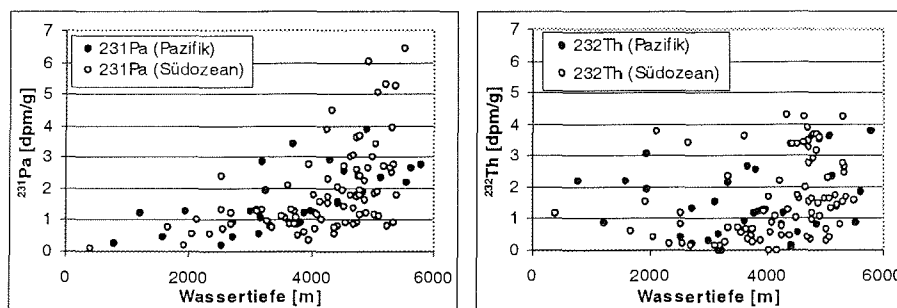 7
6
5
4
3
2
1
0
231Pa [dpm/g]
231Pa (Pazifik)
231Pa (Südozean)
0 2000 4000 6000
Wassertiefe [m]
7
6
5
4
3
2
1
0
232Th [dpm/g]
232Th (Pazifik)
232Th (Südozean)
0 2000 4000 6000
Wassertiefe [m]